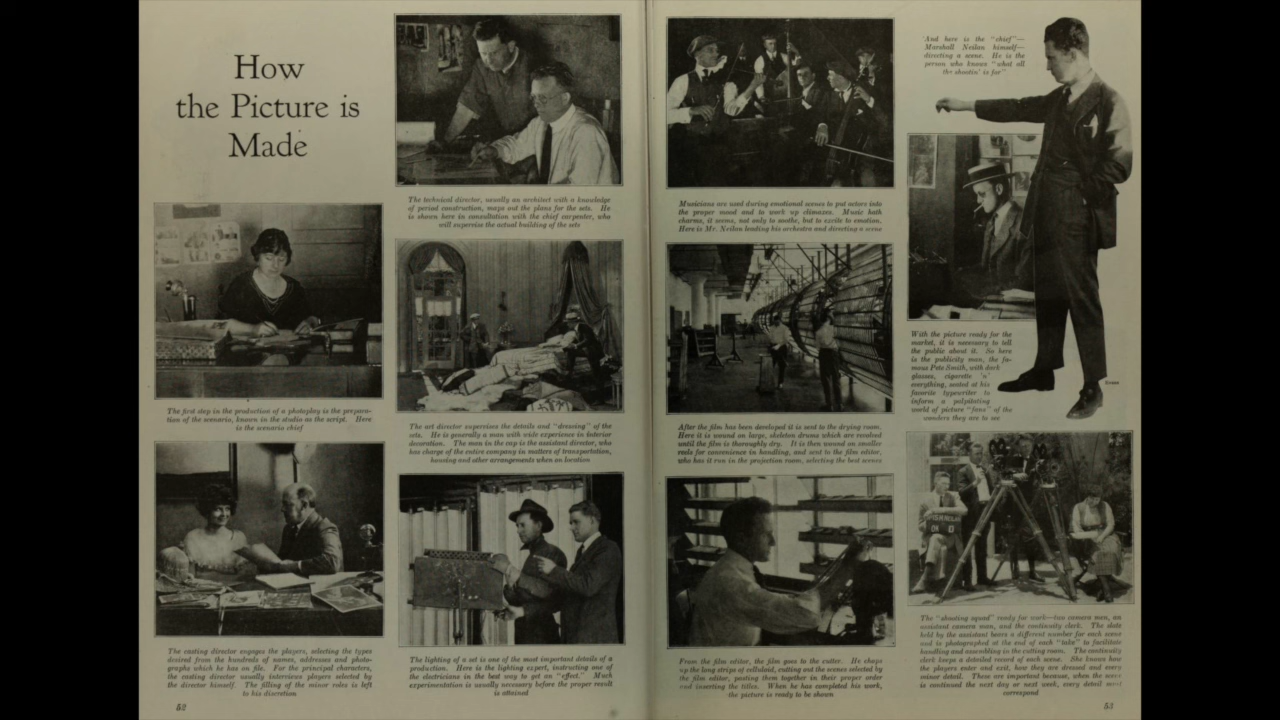 How
the Picture is
Made
The first step in the production of a photoplay is the prepara-
tion of the scenario, known in the studio as the script. Here
is the scenario chief
The casting director engages the players, selecting the types
desired from the hundreds of names, addresses and photo-
graphs which he has on file. For the principal characters,
the casting director usually interviews players selected by
the director himself. The filling of the minor roles is left
to his discretion
52
The technical director, usually an architect with a knowledge
of period construction, maps out the plans for the sets. He
is shown here in consultation with the chief carpenter, who
will supervise the actual building of the sets
The art director supervises the details and "dressing" of the
sets. He is generally a man with wide experience in interior
decoration. The man in the cap is the assistant director, who
has charge of the entire company in matters of transportation,
housing and other arrangements when on location
The lighting of a set is one of the most important details of a
production. Here is the lighting expert, instructing one of
the electricians in the best way to get an "effect." Much
experimentation is usually necessary before the proper result
is attained
Musicians are used during emotional scenes to put actors into
the proper mood and to work up climaxes. Music hath
charms, it seems, not only to soothe, but to excite to emotion.
Here is Mr. Neilan leading his orchestra and directing a scene
After the film has been developed it is sent to the drying room.
Here it is wound on large, skeleton drums which are revolved
until the film is thoroughly dry. It is then wound on smaller
reels for convenience in handling, and sent to the film editor,
who has it run in the projection room, selecting the best scenes
From the film editor, the film goes to the cutter. He chops
up the long strips of celluloid, cutting out the scenes selected by
the film editor, pasting them together in their proper order
and inserting the titles. When he has completed his work,
the picture is ready to be shown
And here is the "chief"—
Marshall Neilan himself—
directing a scene. He is the
person who knows "what all
the shootin' is for"
With the picture ready for the
market, it is necessary to tell
the public about it. So here
is the publicity man, the fa-
mous Pete Smith, with dark
glasses, cigarette 'n'
everything, seated at his
favorite typewriter to
inform a palpitating
world of picture "fans" of the
wonders they are to see
Evans
The "shooting squad" ready for work—two camera men, an
assistant camera man, and the continuity clerk. The slate
held by the assistant bears a different number for each scene
and is photographed at the end of each "take" to facilitate
handling and assembling in the cutting room. The continuity
clerk keeps a detailed record of each scene. She knows how
the players enter and exit, how they are dressed and every
minor detail. These are important because, when the scene
is continued the next day or next week, every detail must
correspond
53